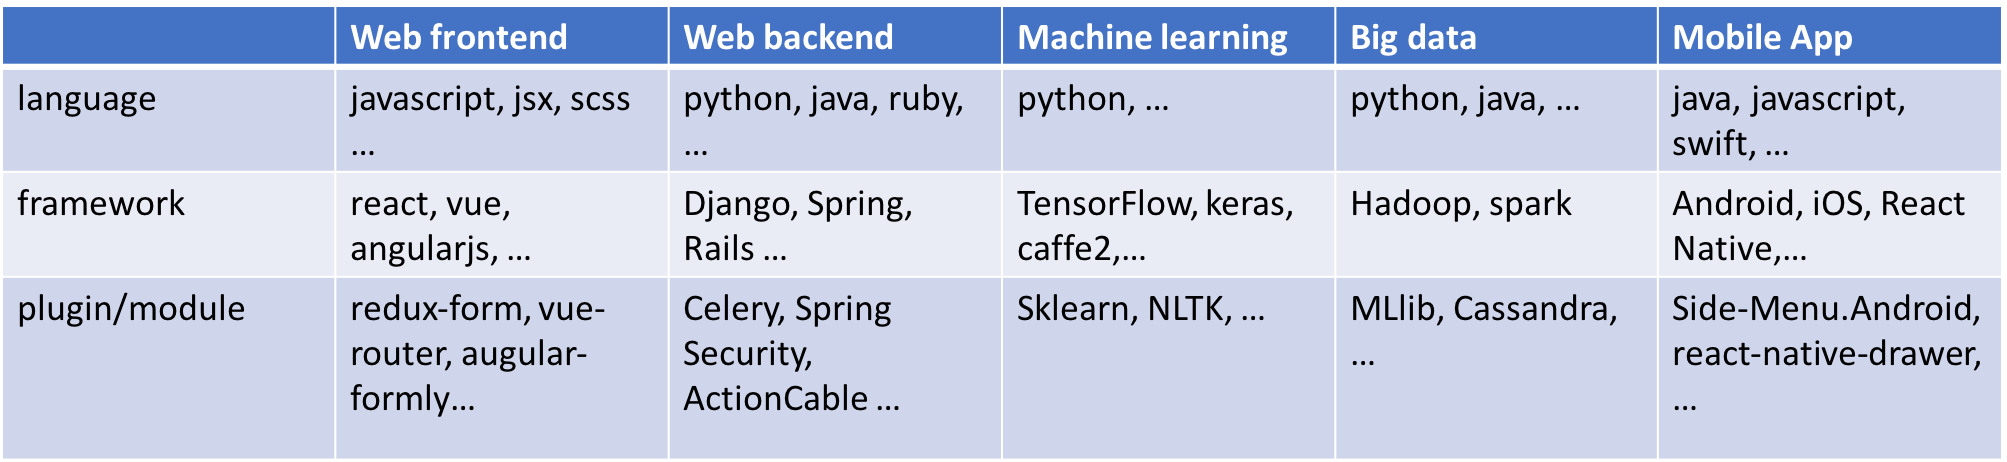 Web frontend
Web backend
Machine learning
Big data
Mobile App
language
javascript, jsx, scss
...
python, java, ruby,
...
python, ...
python, java, ...
java, javascript,
swift, ...
framework
react, vue,
angularjs, ...
Django, Spring,
Rails ...
TensorFlow, keras,
caffe2,...
Hadoop, spark
Android, iOS, React
Native,...
plugin/module
redux-form, vue-
router, augular-
formly...
Celery, Spring
Security,
ActionCable ...
Sklearn, NLTK, ...
MLlib, Cassandra,
...
Side-Menu.Android,
react-native-drawer,
...